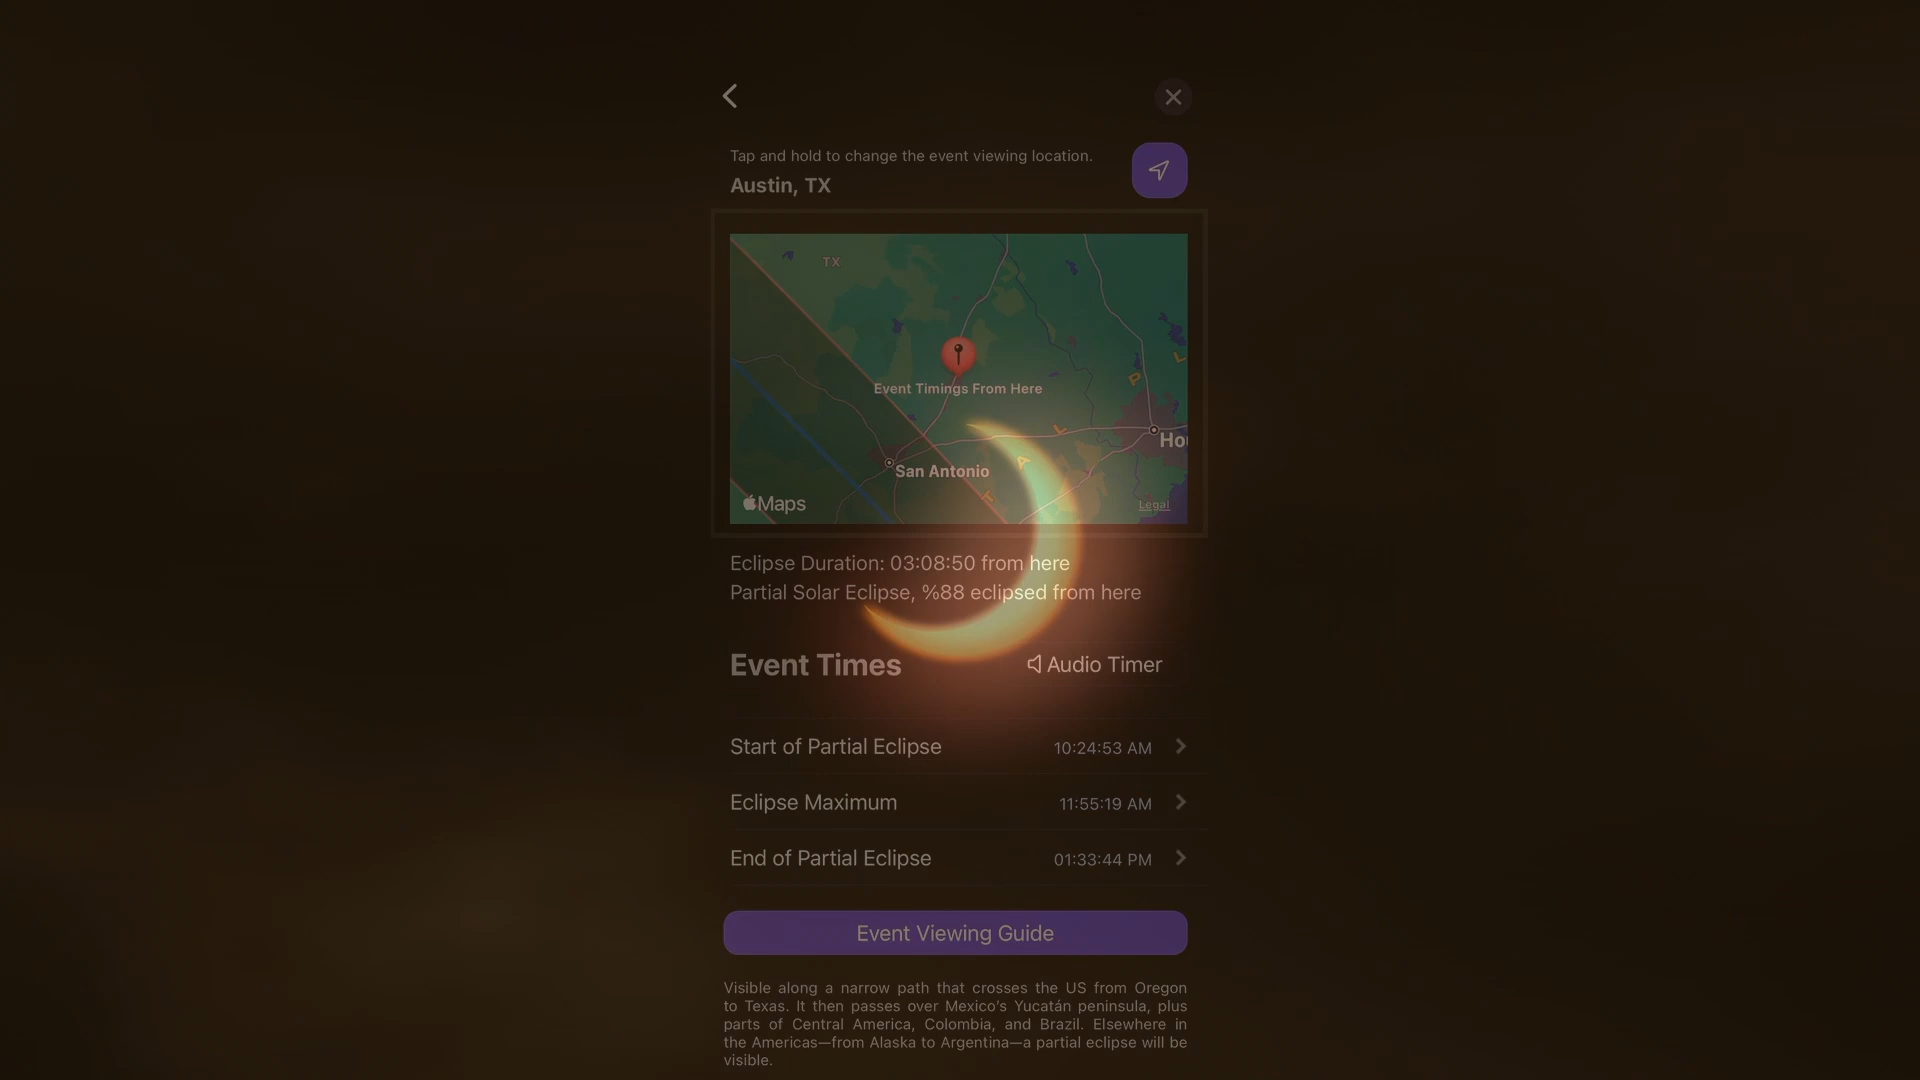 Tap and hold to change the event viewing location.
Austin, TX
TX
P
L
Event Timings From Here
L
Hou
A
San Antonio
T
Maps
Legal
Eclipse Duration: 03:08:50 from here
Partial Solar Eclipse, %88 eclipsed from here
Event Times
Audio Timer
Start of Partial Eclipse 10:24:53 AM
Eclipse Maximum 11:55:19 AM
End of Partial Eclipse 01:33:44 PM
Event Viewing Guide
Visible along a narrow path that crosses the US from Oregon
to Texas. It then passes over Mexico's Yucatán peninsula, plus
parts of Central America, Colombia, and Brazil. Elsewhere in
the Americas—from Alaska to Argentina—a partial eclipse will be
visible.